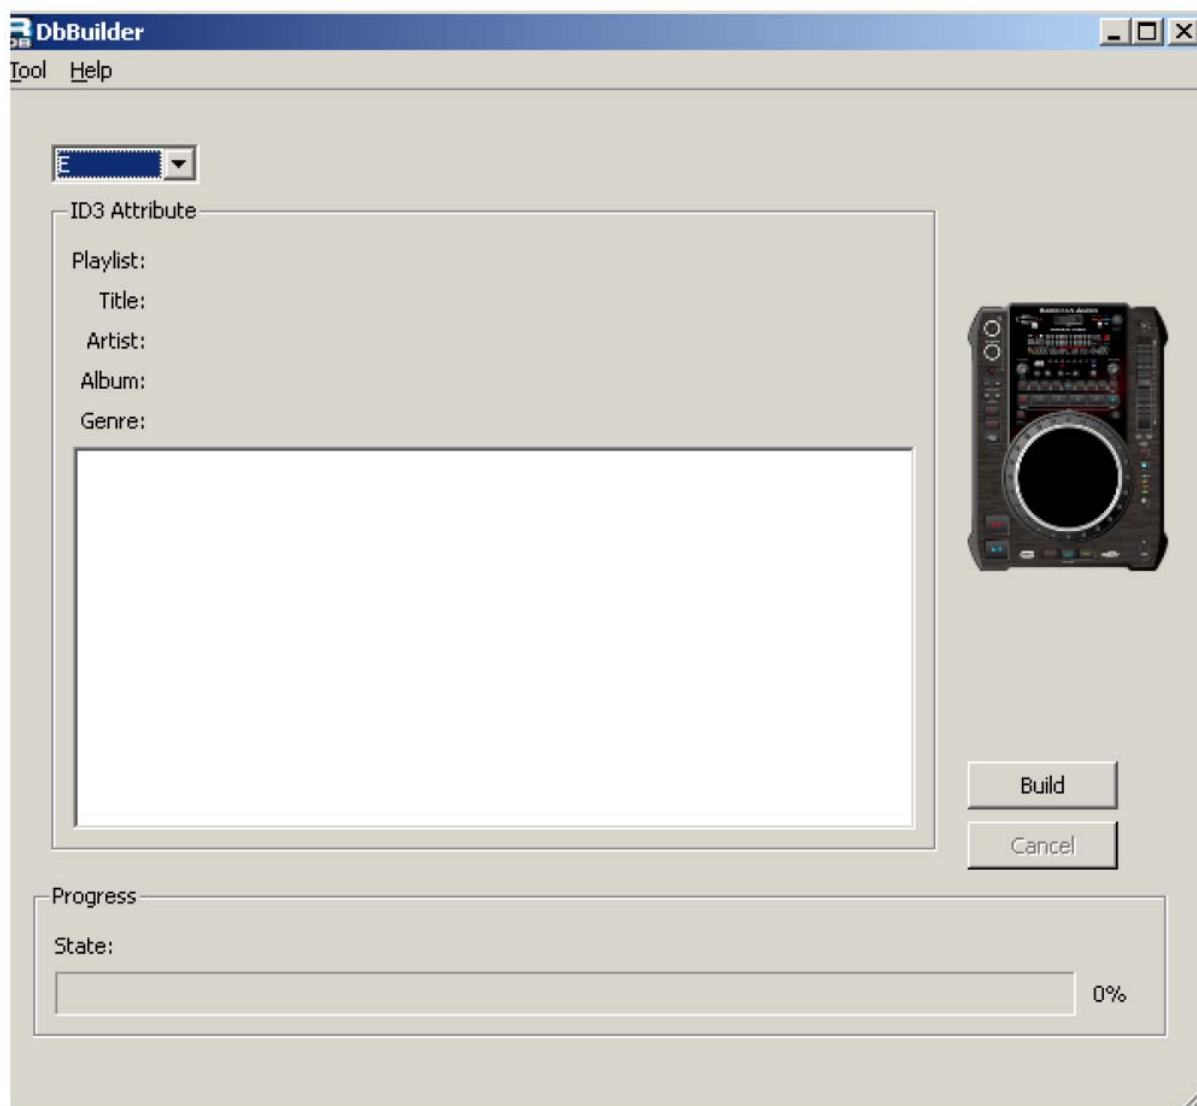 DbBuilder
Tool Help
E
ID3 Attribute
Playlist:
Title:
Artist:
Album:
Genre:
Build
Cancel
Progress
State:
0%